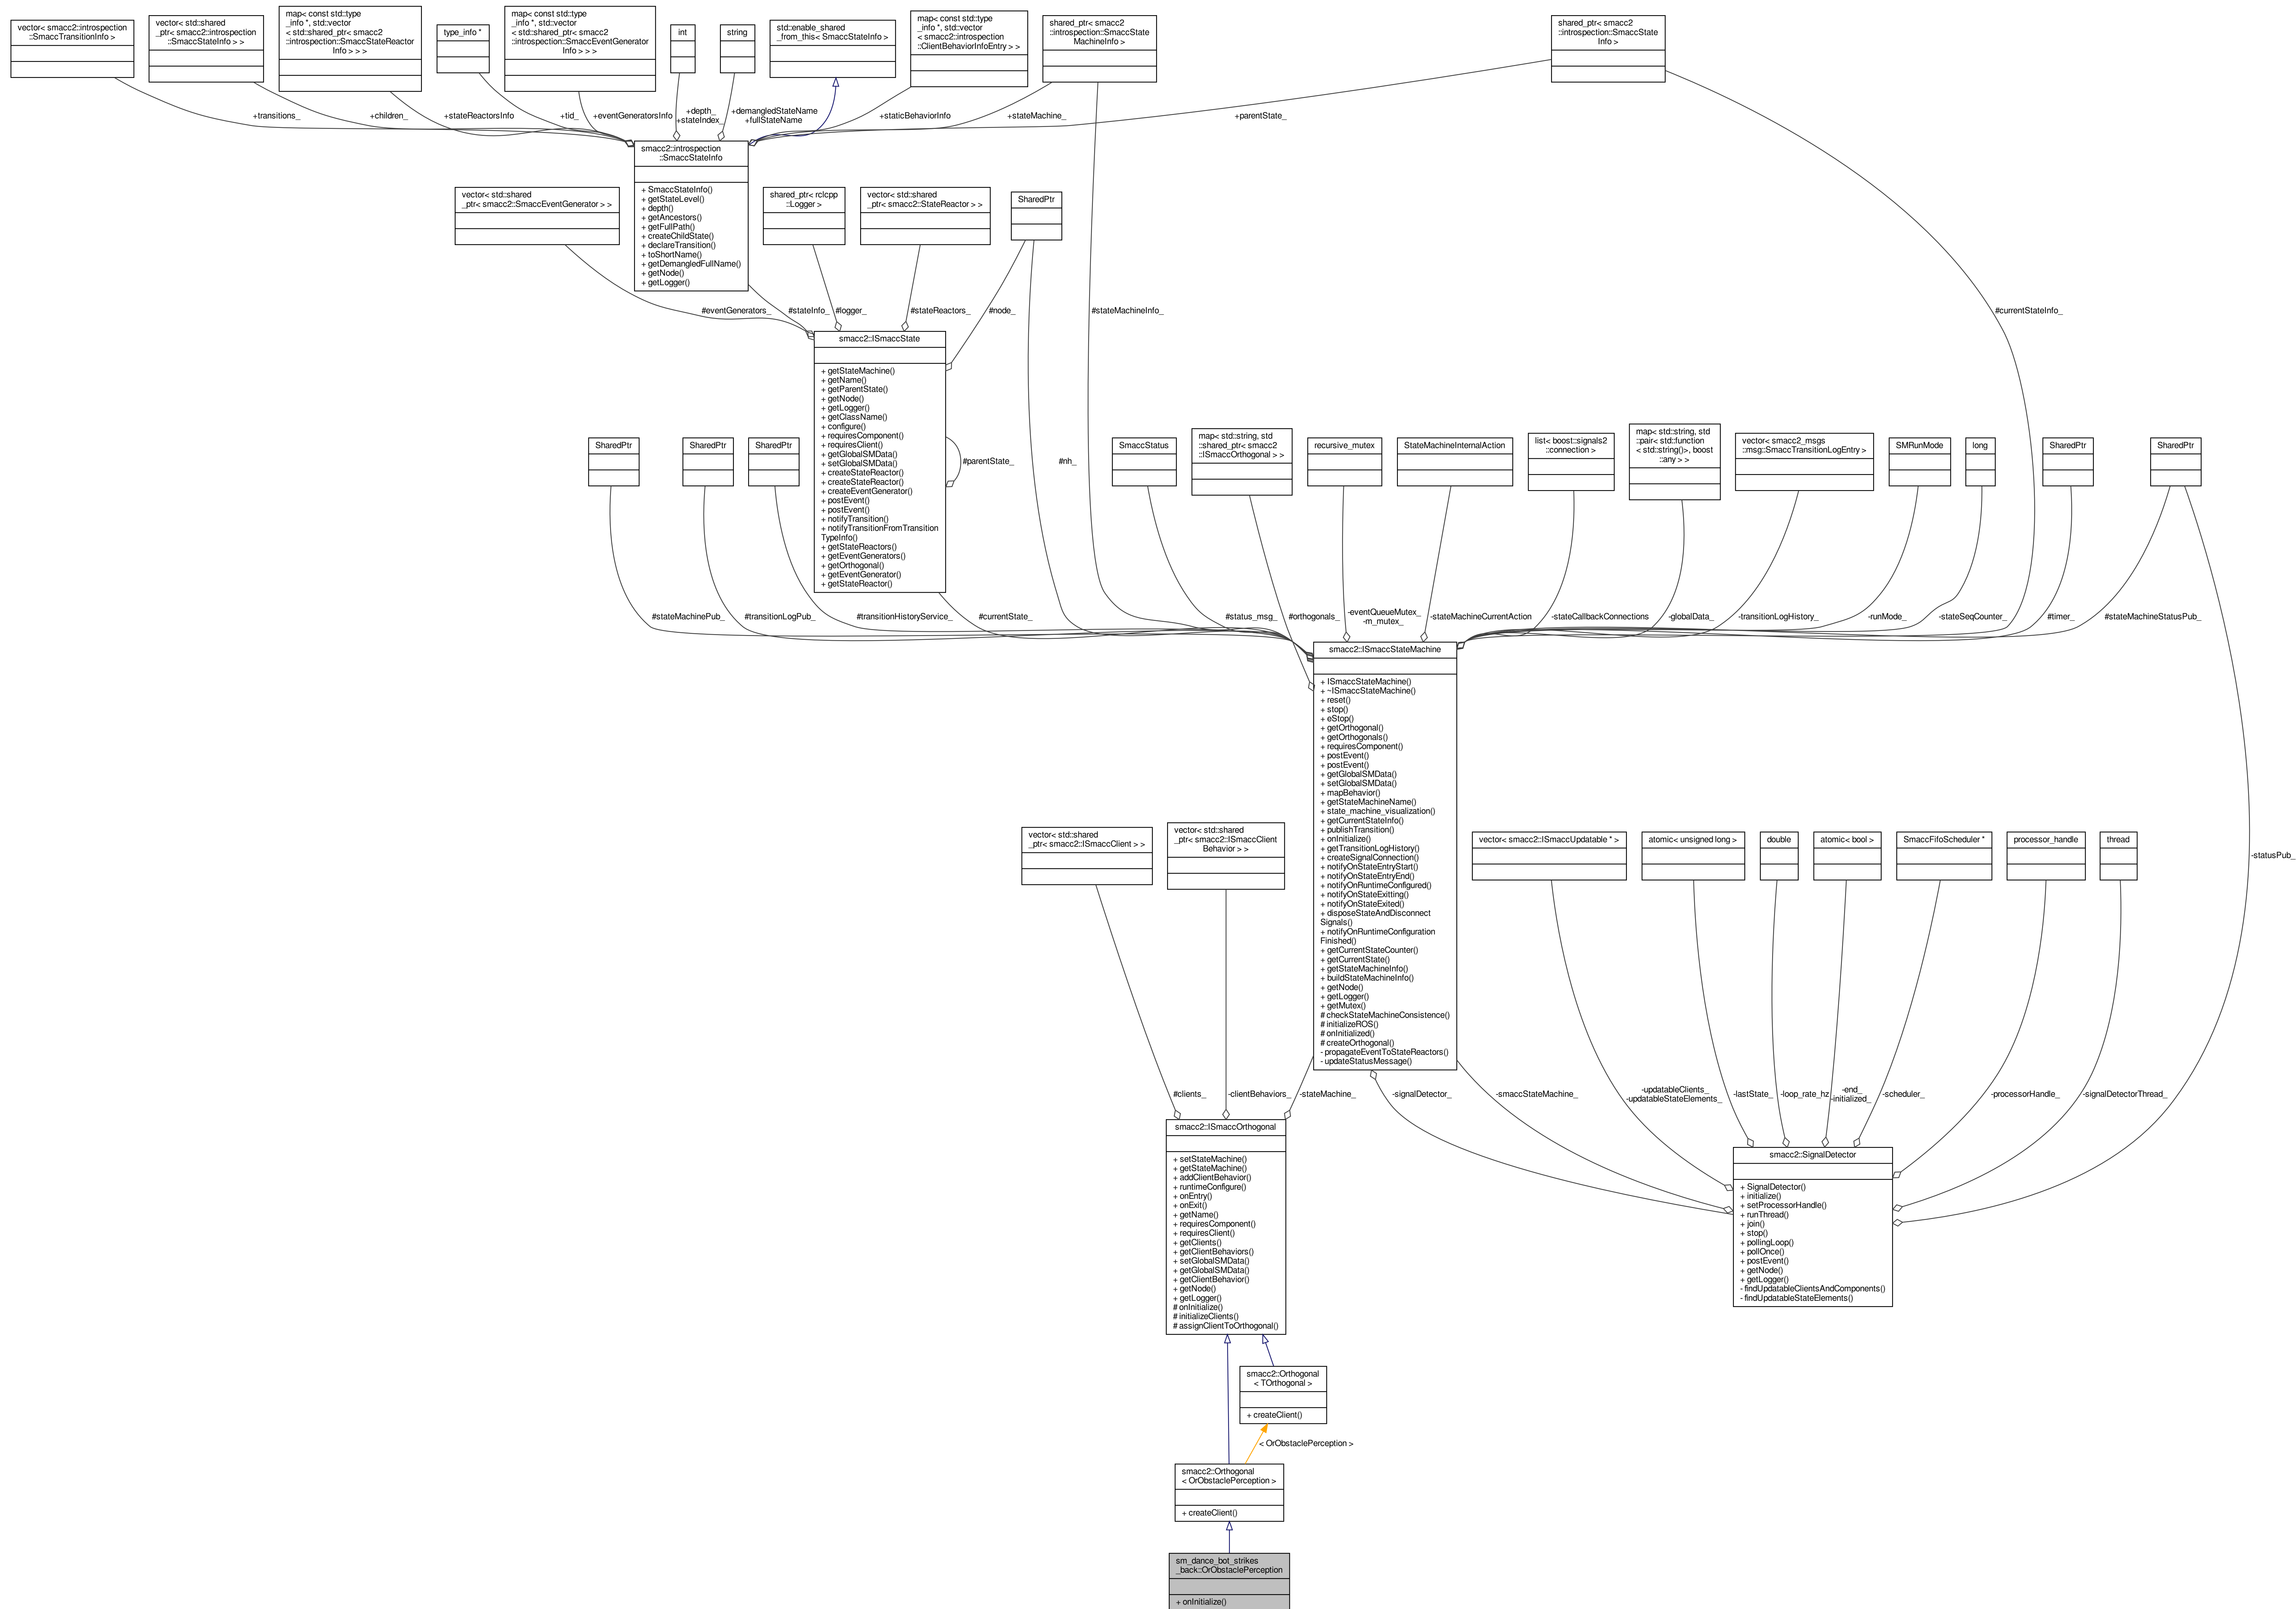 vector< smacc2::introspection
::SmaccTransitionInfo >
vector< std::shared
_ptr< smacc2::introspection
::SmaccStateInfo > >
map< const std::type
_info *, std::vector
< std::shared_ptr< smacc2
::introspection::SmaccStateReactor
Info > > >
type_info *
map< const std::type
_info *, std::vector
< std::shared_ptr< smacc2
::introspection::SmaccEventGenerator
Info > > >
int
string
std::enable_shared
_from_this< SmaccStateInfo >
map< const std::type
_info *, std::vector
< smacc2::introspection
::ClientBehaviorInfoEntry > >
shared_ptr< smacc2
::introspection::SmaccState
MachineInfo >
shared_ptr< smacc2
::introspection::SmaccState
Info >
+transitions_
+children_
+stateReactorsInfo
+tid_
+eventGeneratorsInfo
+depth_
+stateIndex_
+demangledStateName
+fullStateName
+staticBehaviorInfo
+stateMachine_
+parentState_
smacc2::introspection
::SmaccStateInfo
+ SmaccStateInfo()
+ getStateLevel()
+ depth()
+ getAncestors()
+ getFullPath()
+ createChildState()
+ declareTransition()
+ toShortName()
+ getDemangledFullName()
+ getNode()
+ getLogger()
vector< std::shared
_ptr< smacc2::SmaccEventGenerator > >
shared_ptr< rclcpp
::Logger >
vector< std::shared
_ptr< smacc2::StateReactor > >
SharedPtr
#eventGenerators_
#stateInfo_
#logger_
#stateReactors_
#node_
#stateMachineInfo_
#currentStateInfo_
smacc2::ISmaccState
+ getStateMachine()
+ getName()
+ getParentState()
+ getNode()
+ getLogger()
+ getClassName()
+ configure()
+ requiresComponent()
+ requiresClient()
+ getGlobalSMData()
+ setGlobalSMData()
+ createStateReactor()
+ createStateReactor()
+ createEventGenerator()
+ postEvent()
+ postEvent()
+ notifyTransition()
+ notifyTransitionFromTransition
TypeInfo()
+ getStateReactors()
+ getEventGenerators()
+ getOrthogonal()
+ getEventGenerator()
+ getStateReactor()
#parentState_
#nh_
SharedPtr
SharedPtr
SharedPtr
SmaccStatus
map< std::string, std
::shared_ptr< smacc2
::ISmaccOrthogonal > >
recursive_mutex
StateMachineInternalAction
list< boost::signals2
::connection >
map< std::string, std
::pair< std::function
< std::string()>, boost
::any > >
vector< smacc2_msgs
::msg::SmaccTransitionLogEntry >
SMRunMode
long
SharedPtr
SharedPtr
#stateMachinePub_
#transitionLogPub_
#transitionHistoryService_
#currentState_
#status_msg_
#orthogonals_
-eventQueueMutex_
-m_mutex_
-stateMachineCurrentAction
-stateCallbackConnections
-globalData_
-transitionLogHistory_
-runMode_
-stateSeqCounter_
#timer_
#stateMachineStatusPub_
smacc2::ISmaccStateMachine
+ ISmaccStateMachine()
+ ~ISmaccStateMachine()
+ reset()
+ stop()
+ eStop()
+ getOrthogonal()
+ getOrthogonals()
+ requiresComponent()
+ postEvent()
+ postEvent()
+ getGlobalSMData()
+ setGlobalSMData()
+ mapBehavior()
+ getStateMachineName()
+ state_machine_visualization()
+ getCurrentStateInfo()
+ publishTransition()
+ onInitialize()
+ getTransitionLogHistory()
+ createSignalConnection()
+ notifyOnStateEntryStart()
+ notifyOnStateEntryEnd()
+ notifyOnRuntimeConfigured()
+ notifyOnStateExitting()
+ notifyOnStateExited()
+ disposeStateAndDisconnect
Signals()
+ notifyOnRuntimeConfiguration
Finished()
+ getCurrentStateCounter()
+ getCurrentState()
+ getStateMachineInfo()
+ buildStateMachineInfo()
+ getNode()
+ getLogger()
+ getMutex()
# checkStateMachineConsistence()
# initializeROS()
# onInitialized()
# createOrthogonal()
- propagateEventToStateReactors()
- updateStatusMessage()
vector< std::shared
_ptr< smacc2::ISmaccClient > >
vector< std::shared
_ptr< smacc2::ISmaccClient
Behavior > >
vector< smacc2::ISmaccUpdatable * >
atomic< unsigned long >
double
atomic< bool >
SmaccFifoScheduler *
processor_handle
thread
-statusPub_
#clients_
-clientBehaviors_
-stateMachine_
-signalDetector_
-smaccStateMachine_
-updatableClients_
-updatableStateElements_
-lastState_
-loop_rate_hz
-end_
-initialized_
-scheduler_
-processorHandle_
-signalDetectorThread_
smacc2::ISmaccOrthogonal
+ setStateMachine()
+ getStateMachine()
+ addClientBehavior()
+ runtimeConfigure()
+ onEntry()
+ onExit()
+ getName()
+ requiresComponent()
+ requiresClient()
+ getClients()
+ getClientBehaviors()
+ setGlobalSMData()
+ getGlobalSMData()
+ getClientBehavior()
+ getNode()
+ getLogger()
# onInitialize()
# initializeClients()
# assignClientToOrthogonal()
smacc2::SignalDetector
+ SignalDetector()
+ initialize()
+ setProcessorHandle()
+ runThread()
+ join()
+ stop()
+ pollingLoop()
+ pollOnce()
+ postEvent()
+ getNode()
+ getLogger()
- findUpdatableClientsAndComponents()
- findUpdatableStateElements()
smacc2::Orthogonal
< TOrthogonal >
+ createClient()
< OrObstaclePerception >
smacc2::Orthogonal
< OrObstaclePerception >
+ createClient()
sm_dance_bot_strikes
_back::OrObstaclePerception
+ onInitialize()